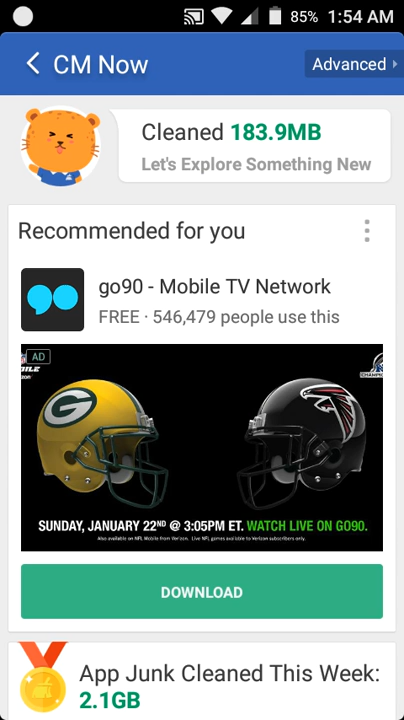 85% 1:54 AM
CM Now
Advanced
Cleaned 183.9MB
Let's Explore Something New
Recommended for you
go90 - Mobile TV Network
FREE · 546,479 people use this
AD
G
SUNDAY, JANUARY 22ND @ 3:05PM ET. WATCH LIVE ON GO90.
Also available on NFL Mobile from Verizon. Live NFL games available to Verizon subscribers only.
DOWNLOAD
App Junk Cleaned This Week:
2.1GB